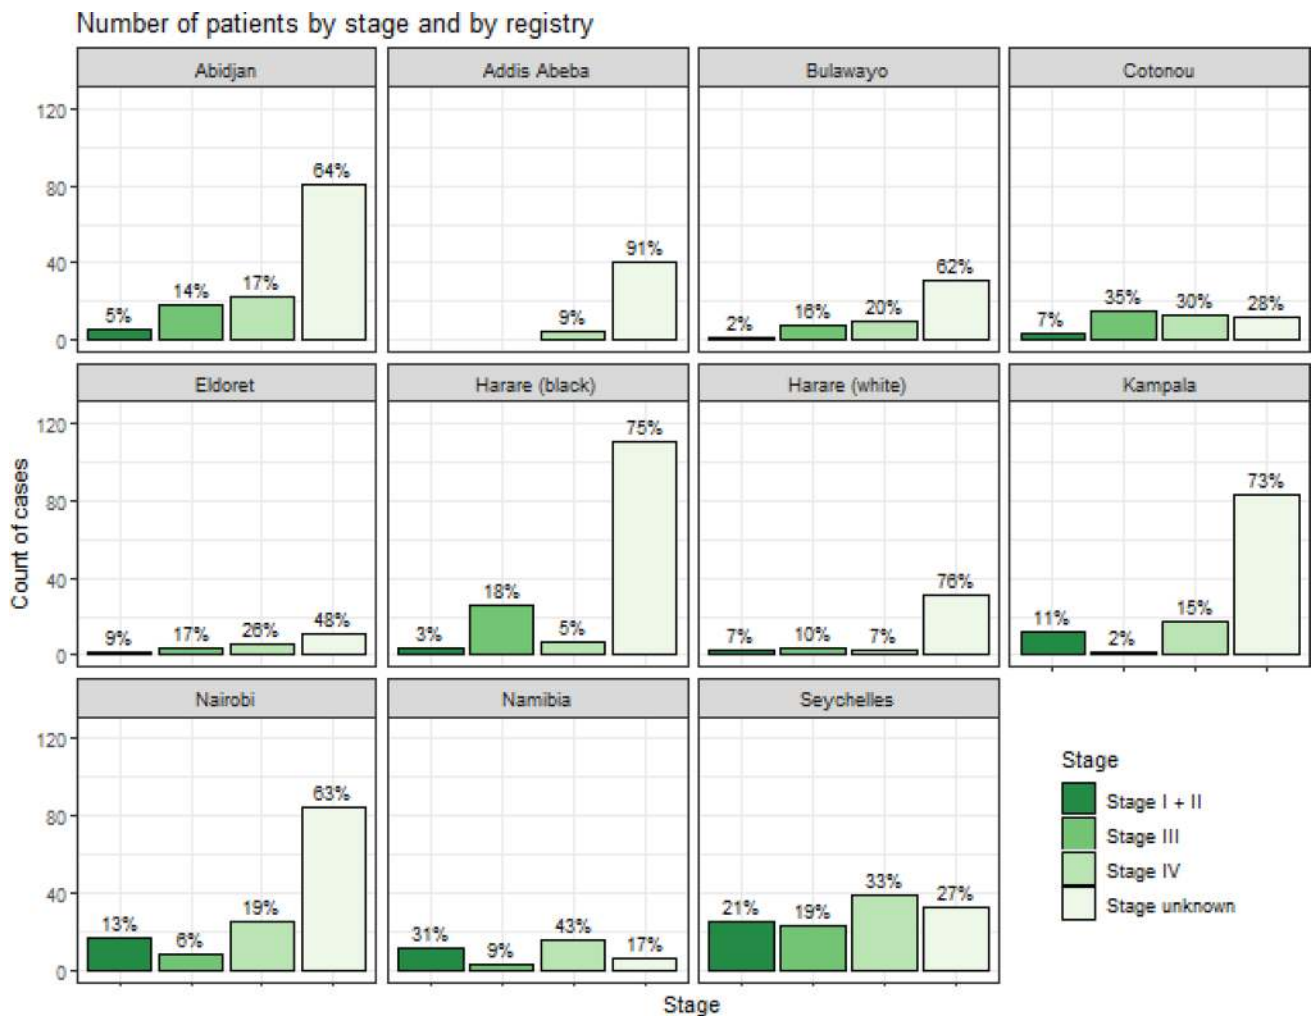 Number of patients by stage and by registry
Abidjan Addis Abeba Bulawayo Cotonou
120
80
40
0
5% 14% 17% 64%
9% 91%
2% 16% 20% 62%
7% 35% 30% 28%
Eldoret Harare (black) Harare (white) Kampala
120
80
40
0
9% 17% 26% 48%
3% 18% 5% 75%
7% 10% 7% 76%
11% 2% 15% 73%
Nairobi Namibia Seychelles
120
80
40
0
13% 6% 19% 63%
31% 9% 43% 17%
21% 19% 33% 27%
Count of cases
Stage
Stage
Stage I + II
Stage III
Stage IV
Stage unknown